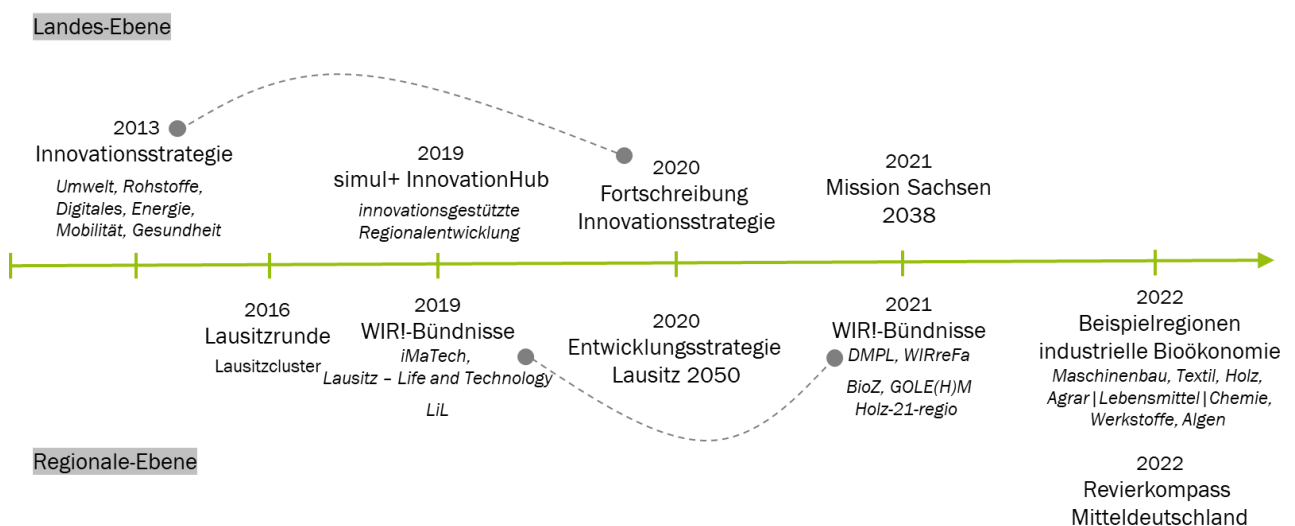 Landes-Ebene
2013
Innovationsstrategie
Umwelt, Rohstoffe,
Digitales, Energie,
Mobilität, Gesundheit
2019
simul+ InnovationHub
innovationsgestützte
Regionalentwicklung
2020
Fortschreibung
Innovationsstrategie
2021
Mission Sachsen
2038
2016
Lausitzrunde
Lausitzcluster
2019
WIR!-Bündnisse
iMaTech,
Lausitz – Life and Technology
LiL
2020
Entwicklungsstrategie
Lausitz 2050
2021
WIR!-Bündnisse
DMPL, WIRreFa
BioZ, GOLE(H)M
Holz-21-regio
2022
Beispielregionen
industrielle Bioökonomie
Maschinenbau, Textil, Holz,
Agrar|Lebensmittel|Chemie,
Werkstoffe, Algen
2022
Revierkompass
Mitteldeutschland
Regionale-Ebene